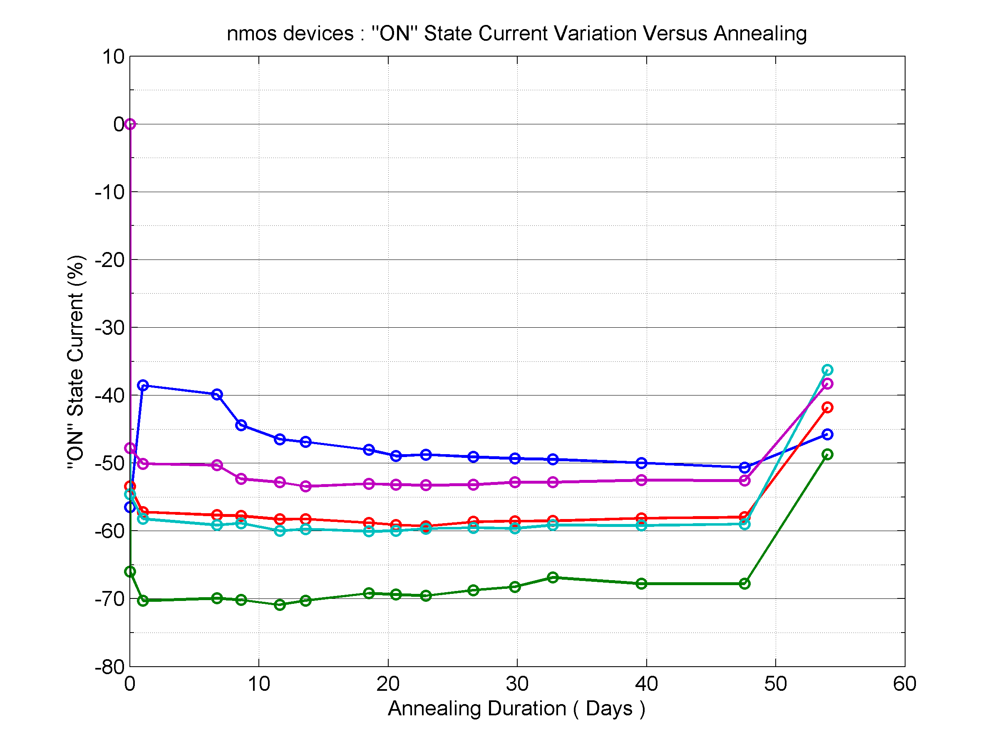 nmos devices : "ON" State Current Variation Versus Annealing
10
0
-10
-20
-30
-40
-50
-60
-70
-80
"ON" State Current (%)
0 10 20 30 40 50 60
Annealing Duration ( Days )